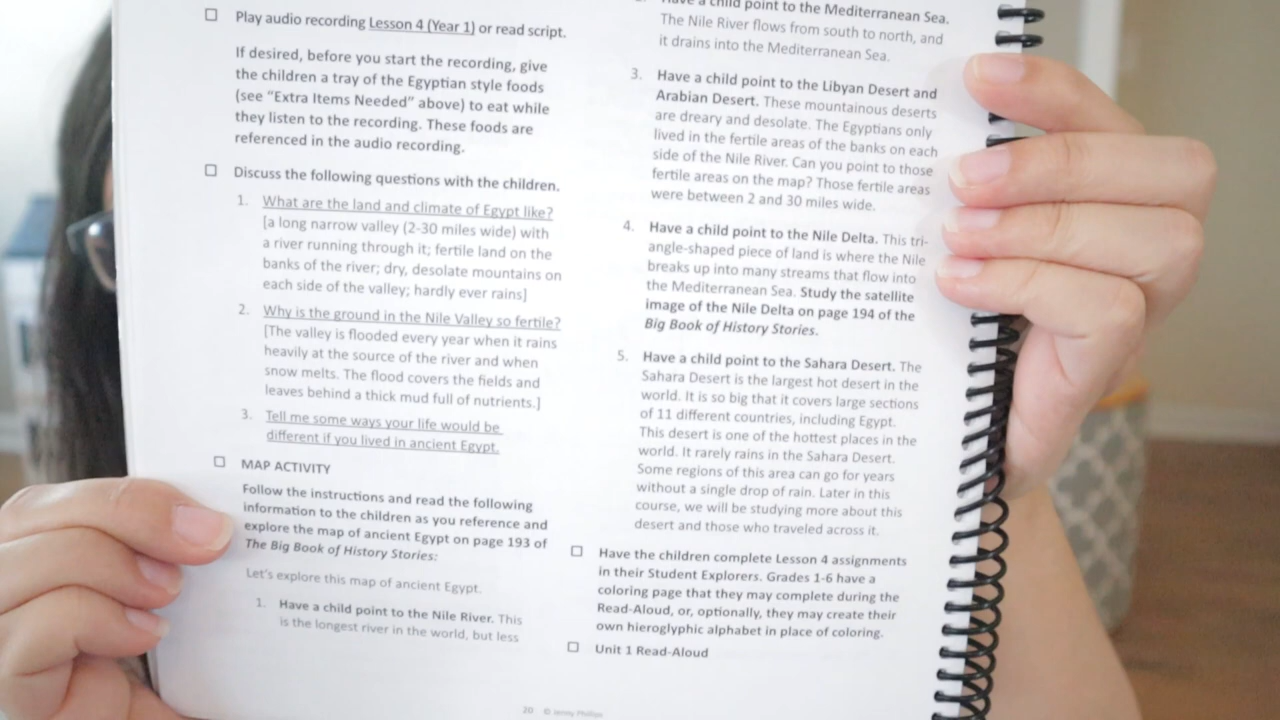 Play audio recording Lesson 4 (Year 1) or read script.
If desired, before you start the recording, give
the children a tray of the Egyptian style foods
(see “Extra Items Needed” above) to eat while
they listen to the recording. These foods are
referenced in the audio recording.
Discuss the following questions with the children.
1. What are the land and climate of Egypt like?
[a long narrow valley (2-30 miles wide) with
a river running through it; fertile land on the
banks of the river; dry, desolate mountains on
each side of the valley; hardly ever rains]
2. Why is the ground in the Nile Valley so fertile?
[The valley is flooded every year when it rains
heavily at the source of the river and when
snow melts. The flood covers the fields and
leaves behind a thick mud full of nutrients.]
3. Tell me some ways your life would be
different if you lived in ancient Egypt.
MAP ACTIVITY
Follow the instructions and read the following
information to the children as you reference and
explore the map of ancient Egypt on page 193 of
The Big Book of History Stories:
Let’s explore this map of ancient Egypt.
1. Have a child point to the Nile River. This
is the longest river in the world, but less
Have a child point to the Mediterranean Sea.
The Nile River flows from south to north, and
it drains into the Mediterranean Sea.
3. Have a child point to the Libyan Desert and
Arabian Desert. These mountainous deserts
are dreary and desolate. The Egyptians only
lived in the fertile areas of the banks on each
side of the Nile River. Can you point to those
fertile areas on the map? Those fertile areas
were between 2 and 30 miles wide.
4. Have a child point to the Nile Delta. This tri-
angle-shaped piece of land is where the Nile
breaks up into many streams that flow into
the Mediterranean Sea. Study the satellite
image of the Nile Delta on page 194 of the
Big Book of History Stories.
5. Have a child point to the Sahara Desert. The
Sahara Desert is the largest hot desert in the
world. It is so big that it covers large sections
of 11 different countries, including Egypt.
This desert is one of the hottest places in the
world. It rarely rains in the Sahara Desert.
Some regions of this area can go for years
without a single drop of rain. Later in this
course, we will be studying more about this
desert and those who traveled across it.
Have the children complete Lesson 4 assignments
in their Student Explorers. Grades 1-6 have a
coloring page that they may complete during the
Read-Aloud, or, optionally, they may create their
own hieroglyphic alphabet in place of coloring.
Unit 1 Read-Aloud
20 © Jenny Phillips